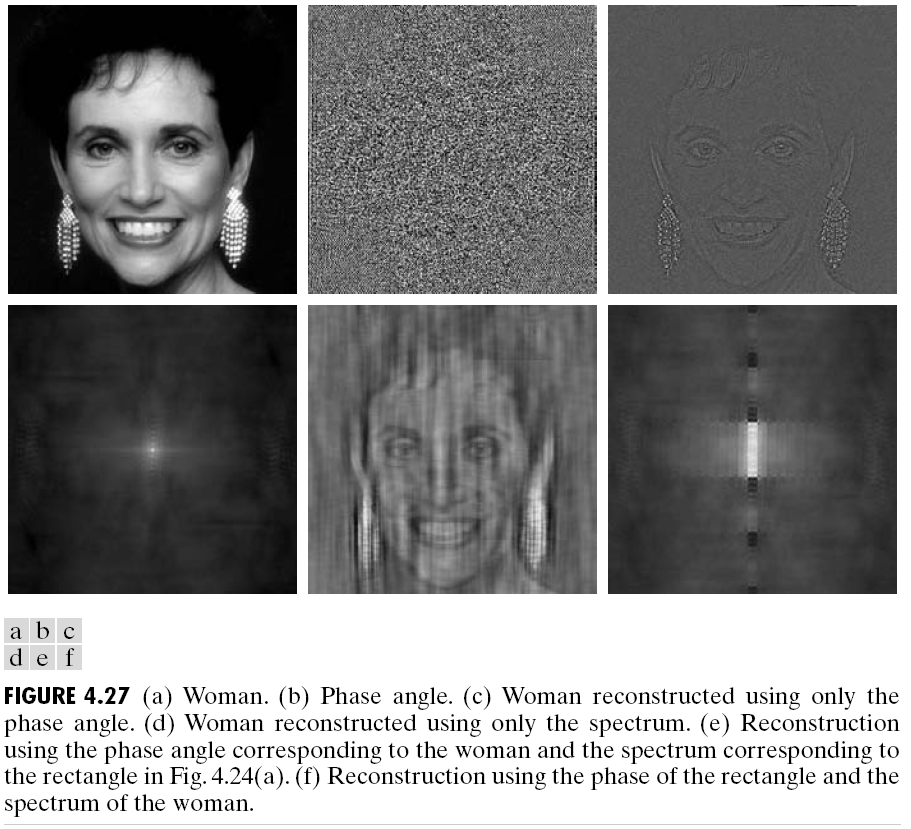 a b c
d e f
FIGURE 4.27 (a) Woman. (b) Phase angle. (c) Woman reconstructed using only the
phase angle. (d) Woman reconstructed using only the spectrum. (e) Reconstruction
using the phase angle corresponding to the woman and the spectrum corresponding to
the rectangle in Fig. 4.24(a). (f) Reconstruction using the phase of the rectangle and the
spectrum of the woman.